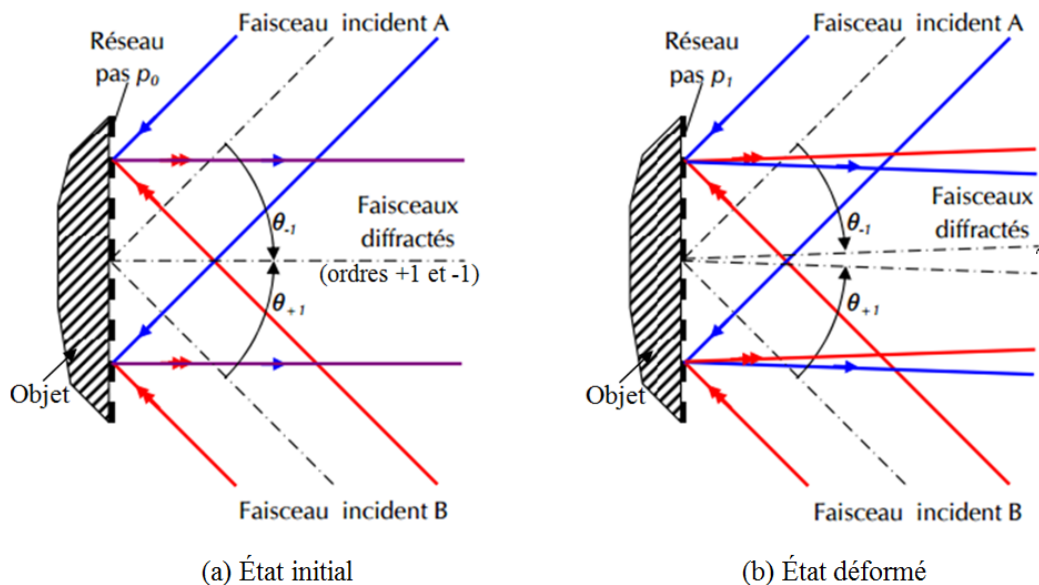 Faisceau incident A
Réseau
pas p₀
θ₋₁
Faisceaux
diffractés
(ordres +1 et -1)
θ₊₁
Objet
Faisceau incident B
(a) État initial
Faisceau incident A
Réseau
pas p₁
θ₋₁
Faisceaux
diffractés
θ₊₁
Objet
Faisceau incident B
(b) État déformé